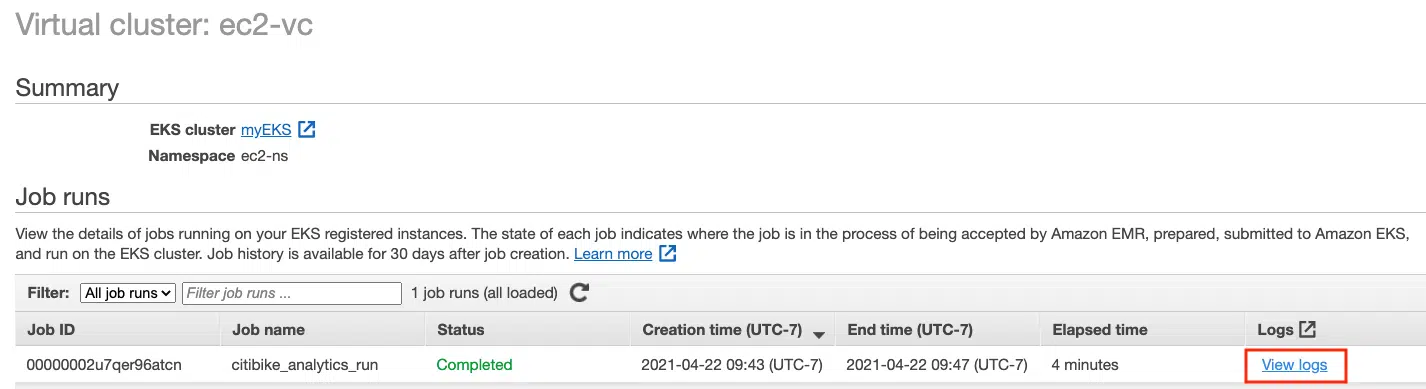 Virtual cluster: ec2-vc
Summary
EKS cluster myEKS
Namespace ec2-ns
Job runs
View the details of jobs running on your EKS registered instances. The state of each job indicates where the job is in the process of being accepted by Amazon EMR, prepared, submitted to Amazon EKS,
and run on the EKS cluster. Job history is available for 30 days after job creation. Learn more
Filter: All job runs Filter job runs ... 1 job runs (all loaded)
Job ID Job name Status Creation time (UTC-7) End time (UTC-7) Elapsed time Logs
00000002u7qer96atcn citibike_analytics_run Completed 2021-04-22 09:43 (UTC-7) 2021-04-22 09:47 (UTC-7) 4 minutes View logs